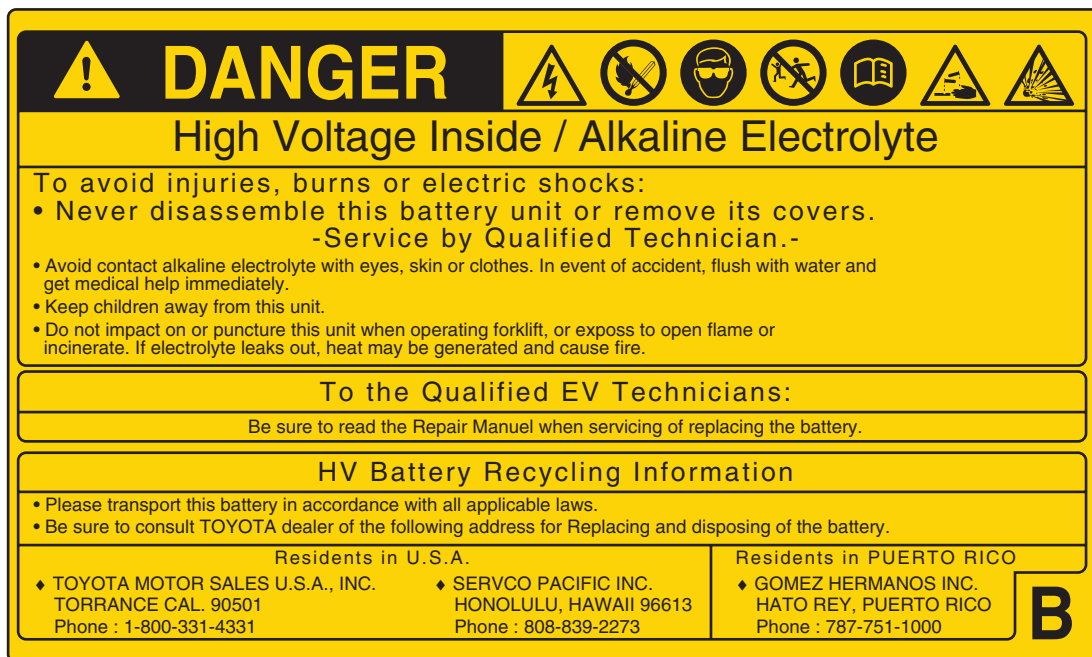 DANGER
High Voltage Inside / Alkaline Electrolyte
To avoid injuries, burns or electric shocks:
• Never disassemble this battery unit or remove its covers.
-Service by Qualified Technician.-
• Avoid contact alkaline electrolyte with eyes, skin or clothes. In event of accident, flush with water and
get medical help immediately.
• Keep children away from this unit.
• Do not impact on or puncture this unit when operating forklift, or exposs to open flame or
incinerate. If electrolyte leaks out, heat may be generated and cause fire.
To the Qualified EV Technicians:
Be sure to read the Repair Manuel when servicing of replacing the battery.
HV Battery Recycling Information
• Please transport this battery in accordance with all applicable laws.
• Be sure to consult TOYOTA dealer of the following address for Replacing and disposing of the battery.
Residents in U.S.A.
♦ TOYOTA MOTOR SALES U.S.A., INC.
TORRANCE CAL. 90501
Phone : 1-800-331-4331
♦ SERVCO PACIFIC INC.
HONOLULU, HAWAII 96613
Phone : 808-839-2273
Residents in PUERTO RICO
♦ GOMEZ HERMANOS INC.
HATO REY, PUERTO RICO
Phone : 787-751-1000
B